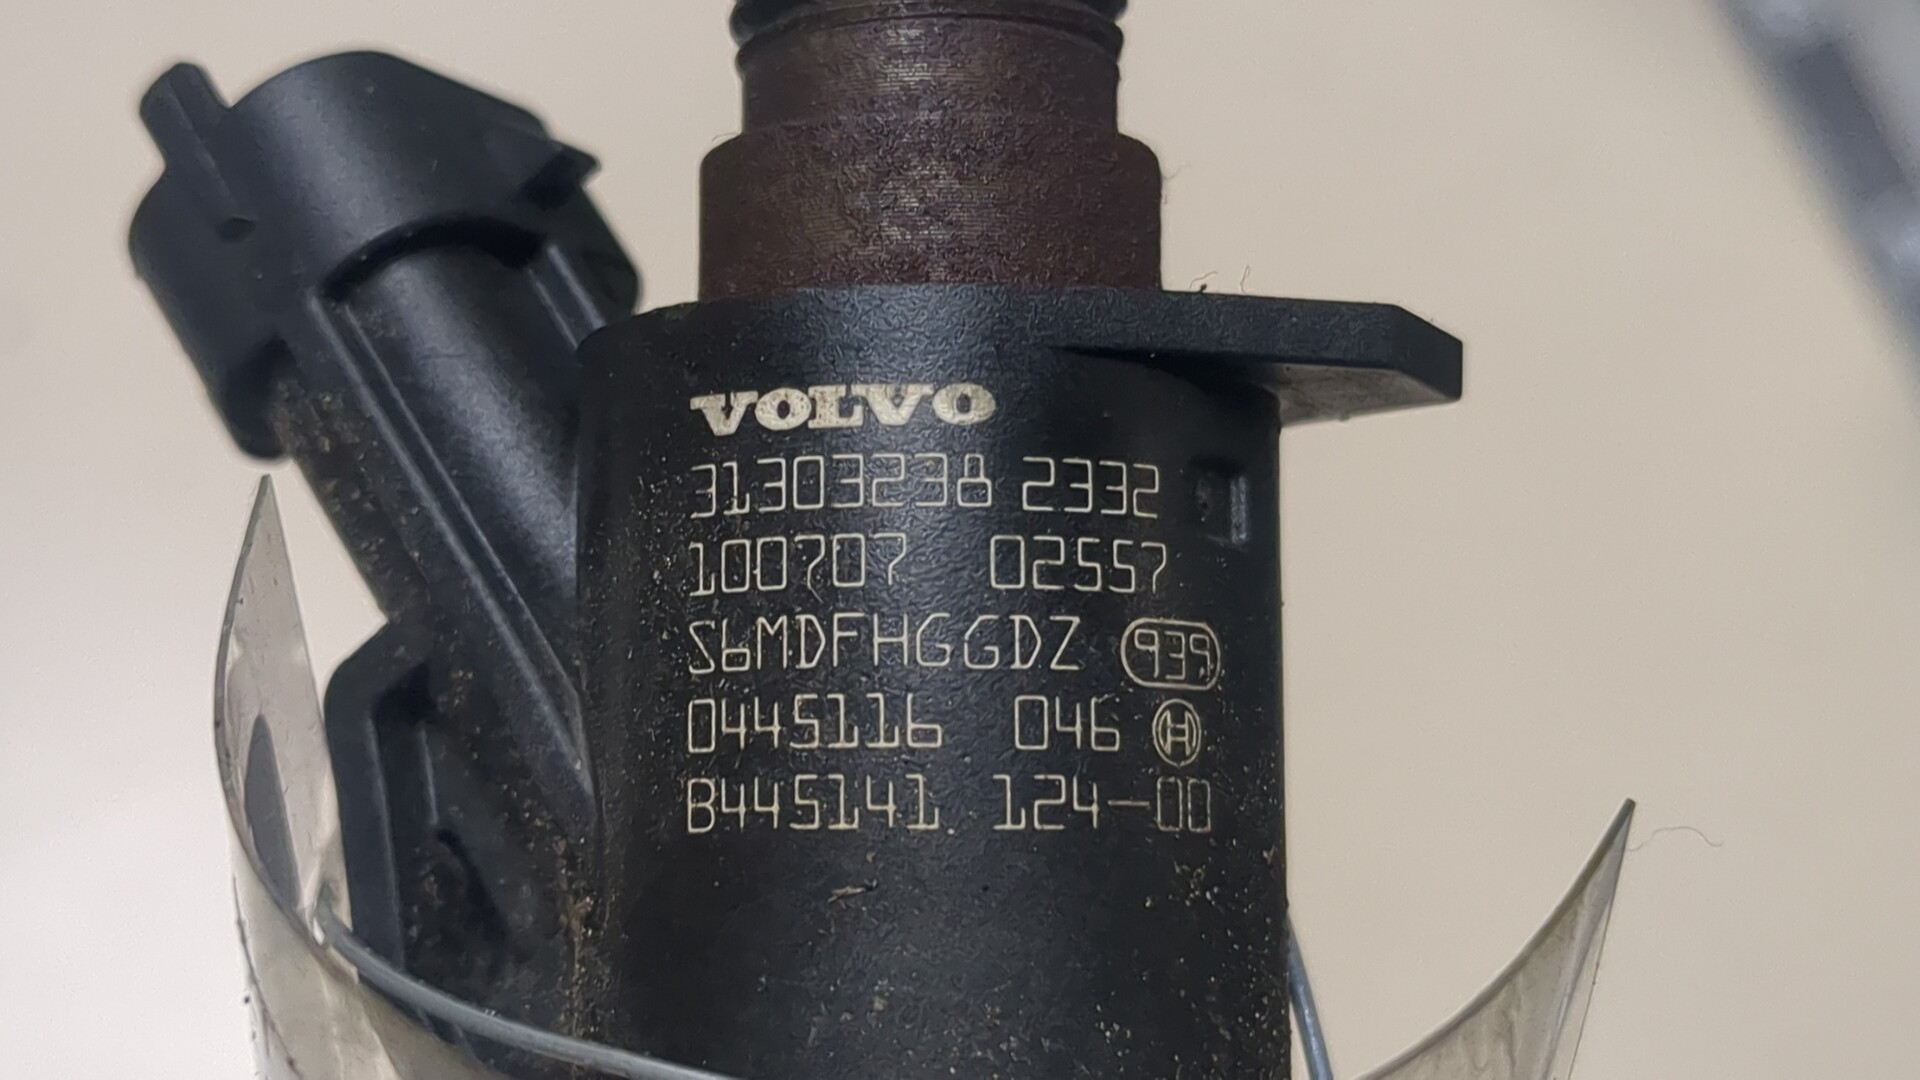 VOLVO
31303238 2332
100707 02557
S6MDFHGGDZ 939
0445116 046
B445141 124-00